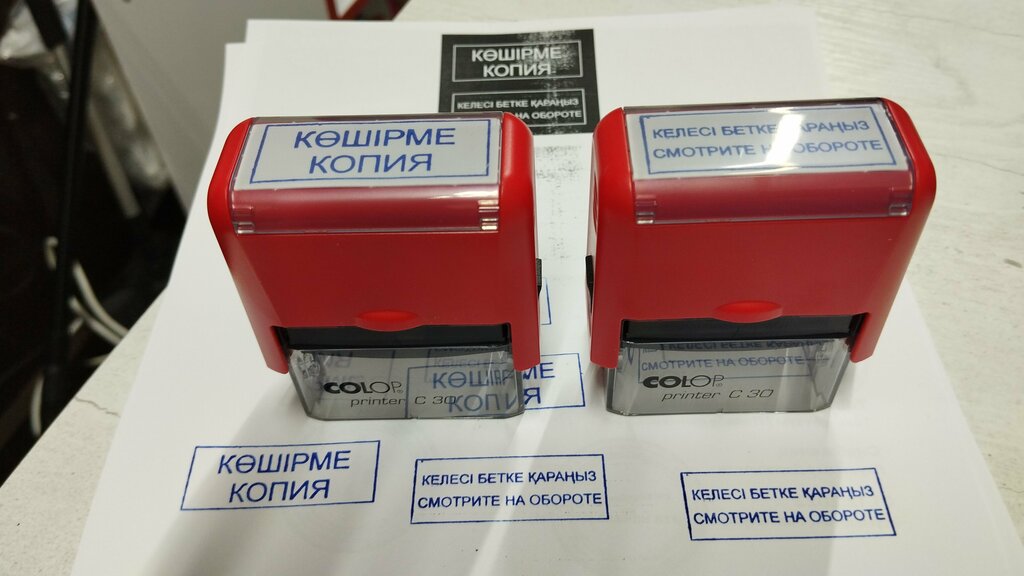 КӨШІРМЕ
КОПИЯ
КЕЛЕСІ БЕТКЕ ҚАРАҢЫЗ
НА ОБОРОТЕ
КӨШІРМЕ
КОПИЯ
КЕЛЕСІ БЕТКЕ ҚАРАҢЫЗ
СМОТРИТЕ НА ОБОРОТЕ
COLOP
printer C 30
КӨШІРМЕ
КОПИЯ
СМОТРИТЕ НА ОБОРОТЕ
COLOP
printer C 30
КӨШІРМЕ
КОПИЯ
КЕЛЕСІ БЕТКЕ ҚАРАҢЫЗ
СМОТРИТЕ НА ОБОРОТЕ
КЕЛЕСІ БЕТКЕ ҚАРАҢЫЗ
СМОТРИТЕ НА ОБОРОТЕ